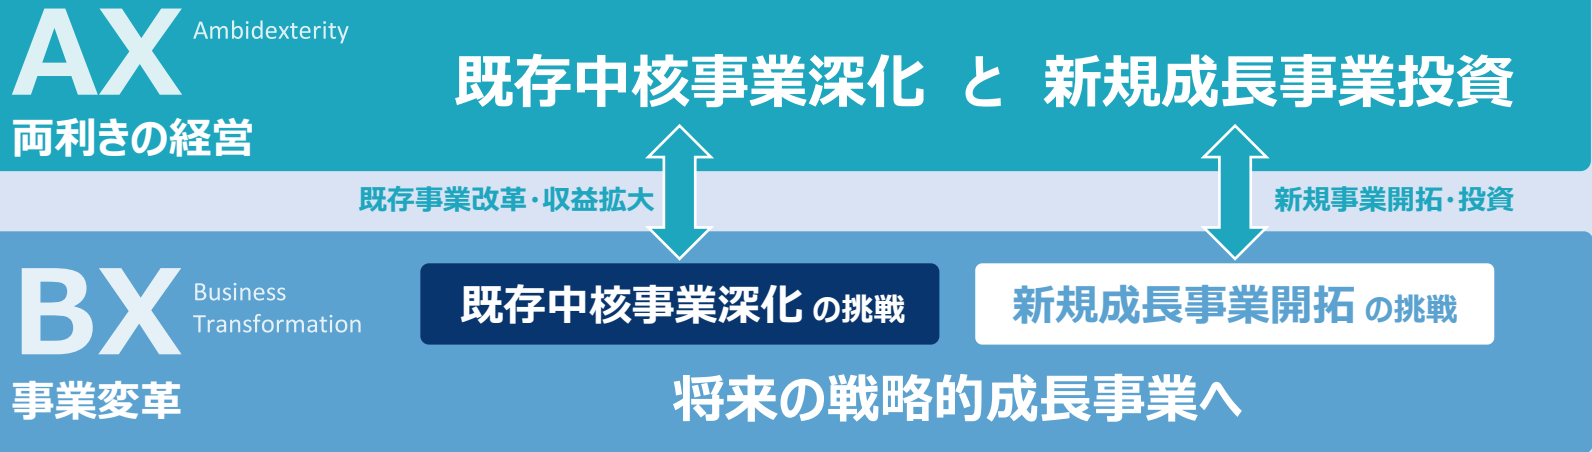 AX Ambidexterity
両利きの経営
既存中核事業深化 と 新規成長事業投資
既存事業改革・収益拡大
新規事業開拓・投資
BX Business
Transformation
事業変革
既存中核事業深化 の挑戦
新規成長事業開拓 の挑戦
将来の戦略的成長事業へ